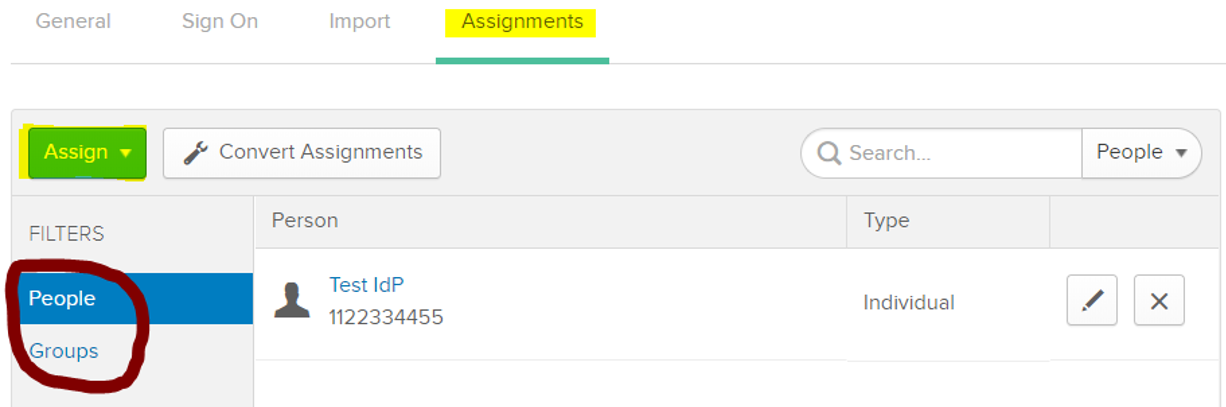 General Sign On Import Assignments
Assign Convert Assignments Search... People
FILTERS Person Type
People Test IdP Individual
1122334455
Groups